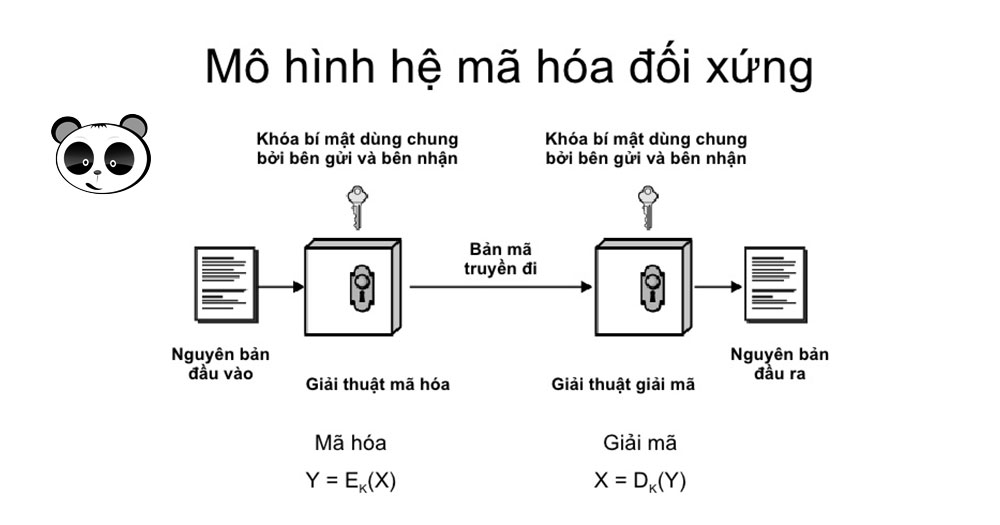 Mô hình hệ mã hóa đối xứng
Khóa bí mật dùng chung
bởi bên gửi và bên nhận
Khóa bí mật dùng chung
bởi bên gửi và bên nhận
Bản mã
truyền đi
Nguyên bản
đầu vào
Giải thuật mã hóa
Giải thuật giải mã
Nguyên bản
đầu ra
Mã hóa
Giải mã
Y = E_K(X)
X = D_K(Y)